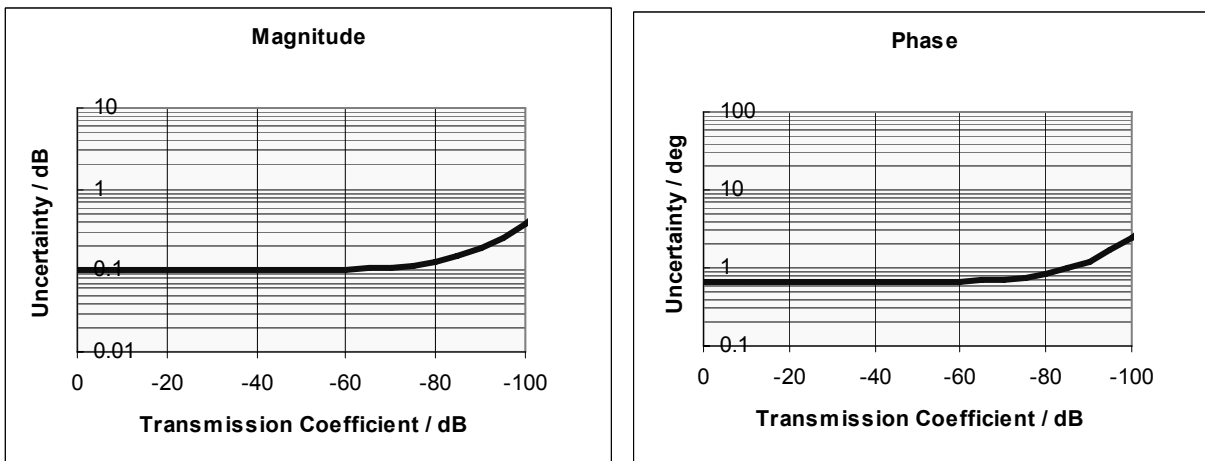 Magnitude
Uncertainty / dB
10
1
0.1
0.01
0 -20 -40 -60 -80 -100
Transmission Coefficient / dB
Phase
Uncertainty / deg
100
10
1
0.1
0 -20 -40 -60 -80 -100
Transmission Coefficient / dB